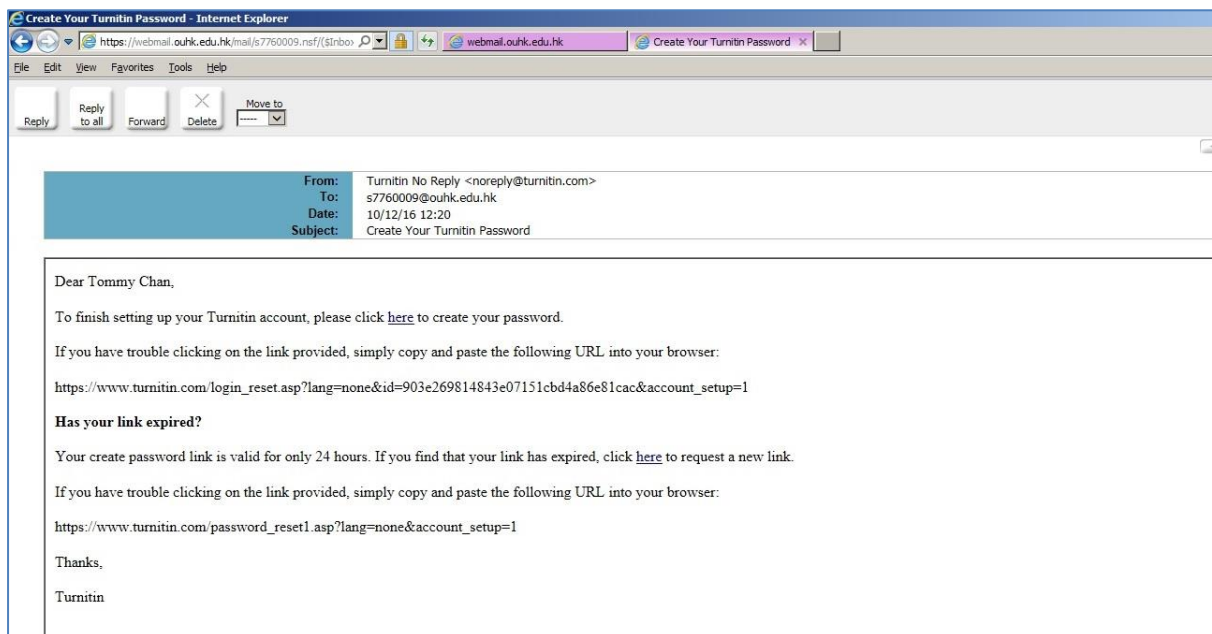 Create Your Turnitin Password - Internet Explorer
https://webmail.ouhk.edu.hk/mail/s7760009.nsf/($Inbo webmail.ouhk.edu.hk Create Your Turnitin Password
File Edit View Favorites Tools Help
Reply Reply to all Forward Delete Move to
-----
From: Turnitin No Reply <noreply@turnitin.com>
To: s7760009@ouhk.edu.hk
Date: 10/12/16 12:20
Subject: Create Your Turnitin Password
Dear Tommy Chan,
To finish setting up your Turnitin account, please click here to create your password.
If you have trouble clicking on the link provided, simply copy and paste the following URL into your browser:
https://www.turnitin.com/login_reset.asp?lang=none&id=903e269814843e07151cbd4a86e81cac&account_setup=1
Has your link expired?
Your create password link is valid for only 24 hours. If you find that your link has expired, click here to request a new link.
If you have trouble clicking on the link provided, simply copy and paste the following URL into your browser:
https://www.turnitin.com/password_reset1.asp?lang=none&account_setup=1
Thanks,
Turnitin